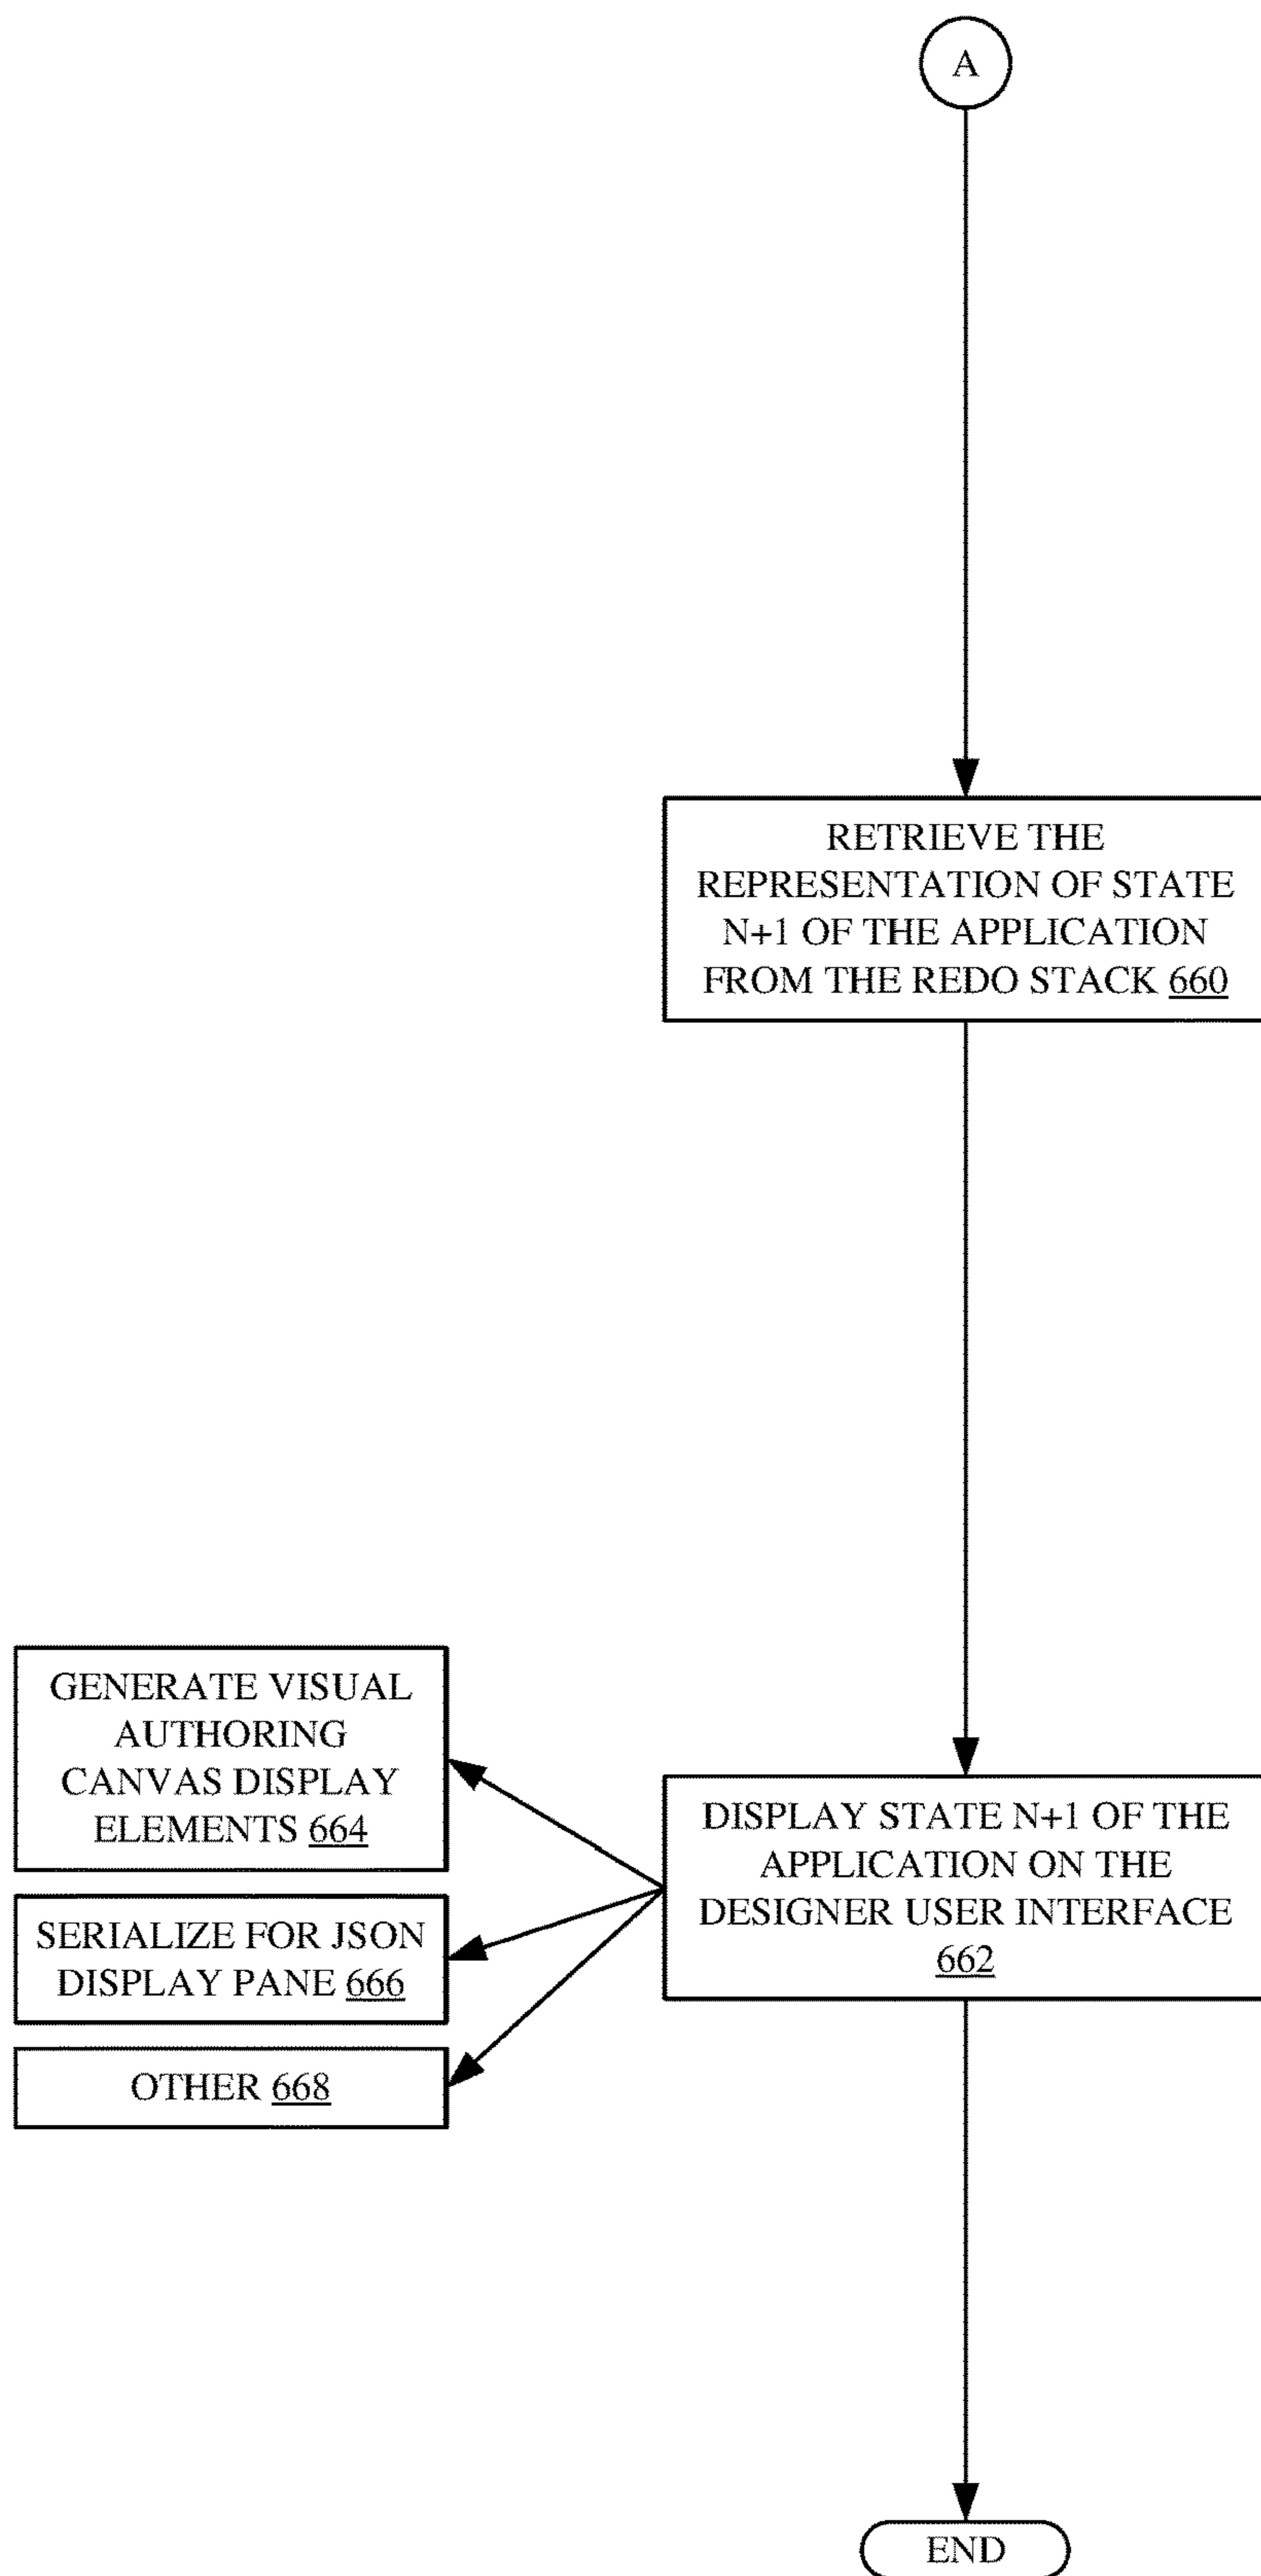 A
RETRIEVE THE
REPRESENTATION OF STATE
N+1 OF THE APPLICATION
FROM THE REDO STACK 660
GENERATE VISUAL
AUTHORING
CANVAS DISPLAY
ELEMENTS 664
SERIALIZE FOR JSON
DISPLAY PANE 666
OTHER 668
DISPLAY STATE N+1 OF THE
APPLICATION ON THE
DESIGNER USER INTERFACE
662
END